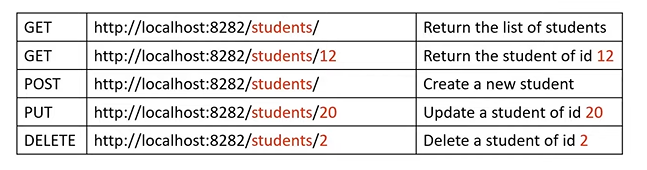 GET http://localhost:8282/students/ Return the list of students
GET http://localhost:8282/students/12 Return the student of id 12
POST http://localhost:8282/students/ Create a new student
PUT http://localhost:8282/students/20 Update a student of id 20
DELETE http://localhost:8282/students/2 Delete a student of id 2